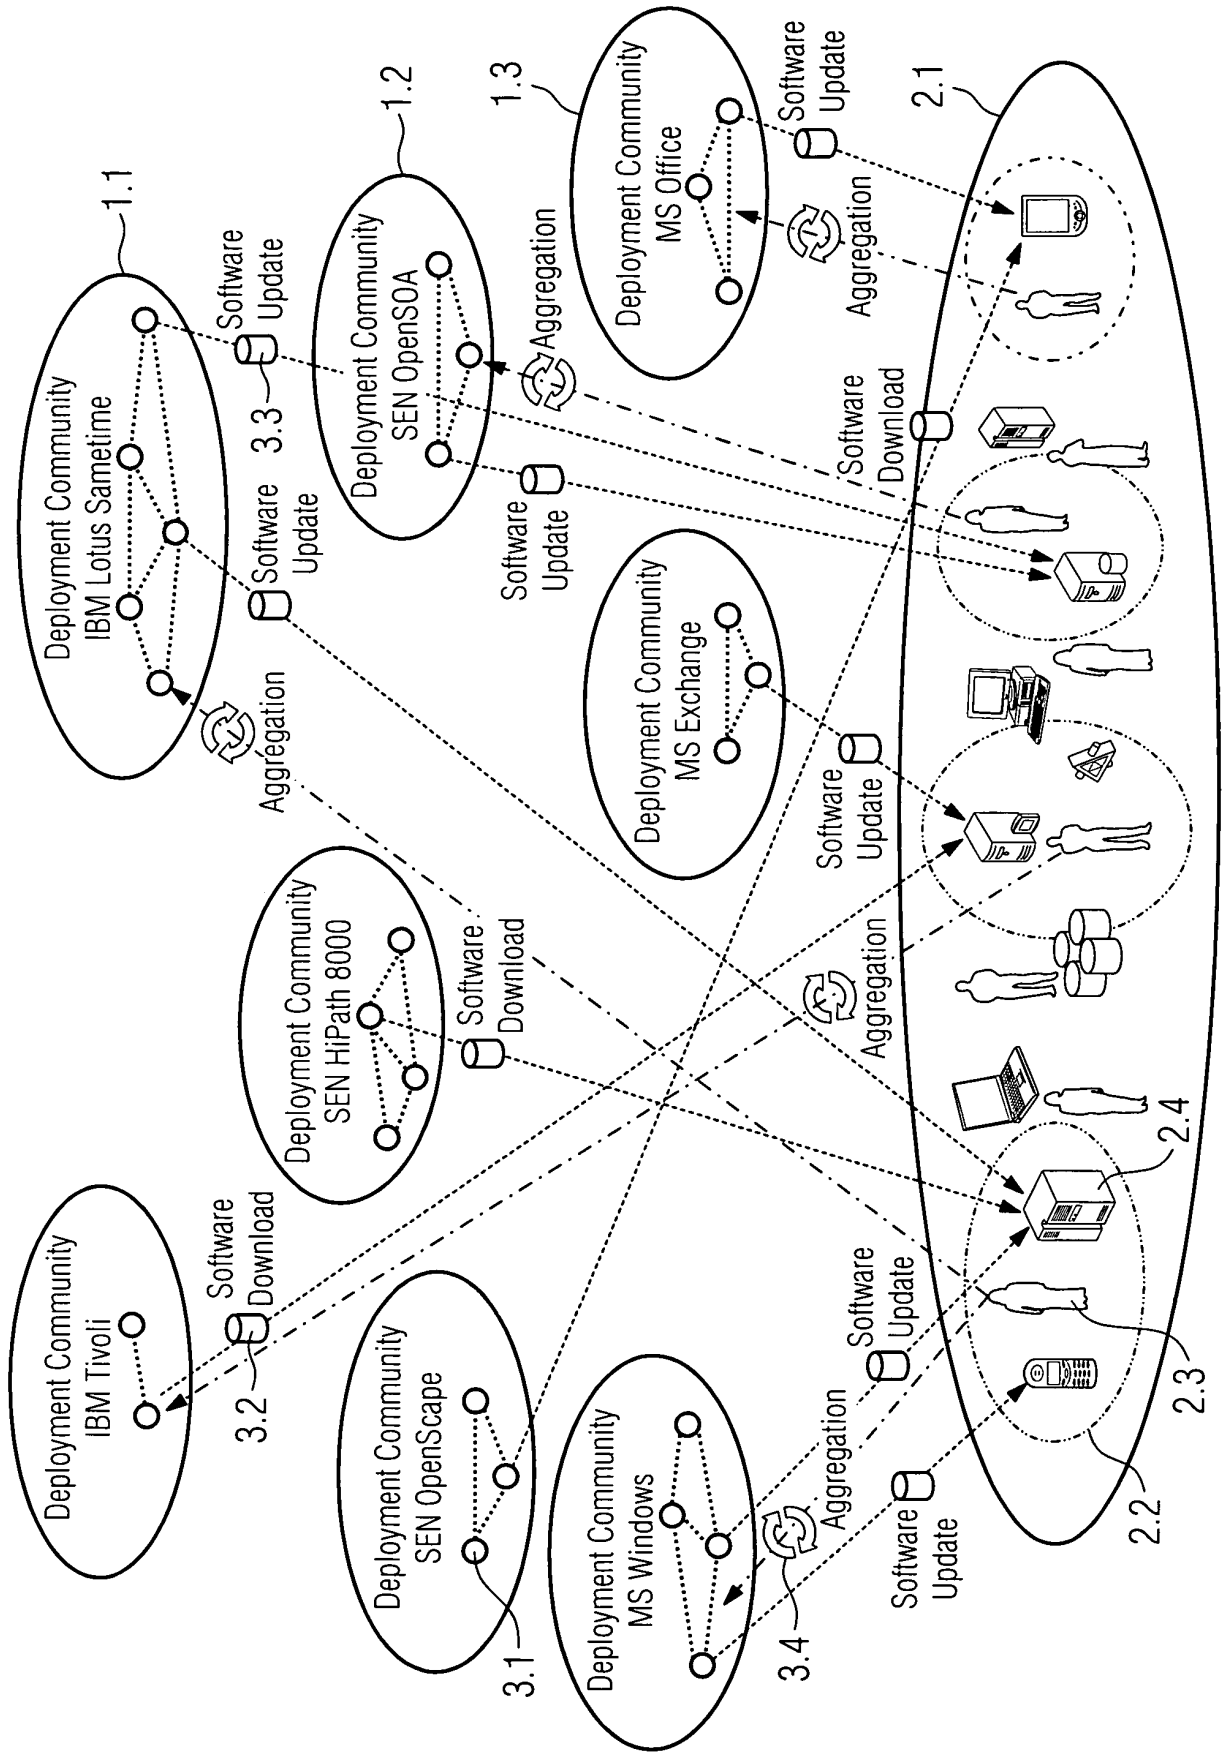 Deployment Community
IBM Tivoli
Software
Download
3.2
Deployment Community
IBM Lotus Sametime
1.1
Aggregation
Software
Update
Software
Update
3.3
Deployment Community
SEN HiPath 8000
Software
Download
Deployment Community
SEN OpenSOA
1.2
Software
Update
Aggregation
Deployment Community
SEN OpenScape
3.1
Deployment Community
MS Windows
3.4
Aggregation
Software
Update
Software
Update
Deployment Community
MS Exchange
Software
Update
Aggregation
Deployment Community
MS Office
1.3
Software
Update
Aggregation
Software
Download
2.1
2.2
2.3
2.4